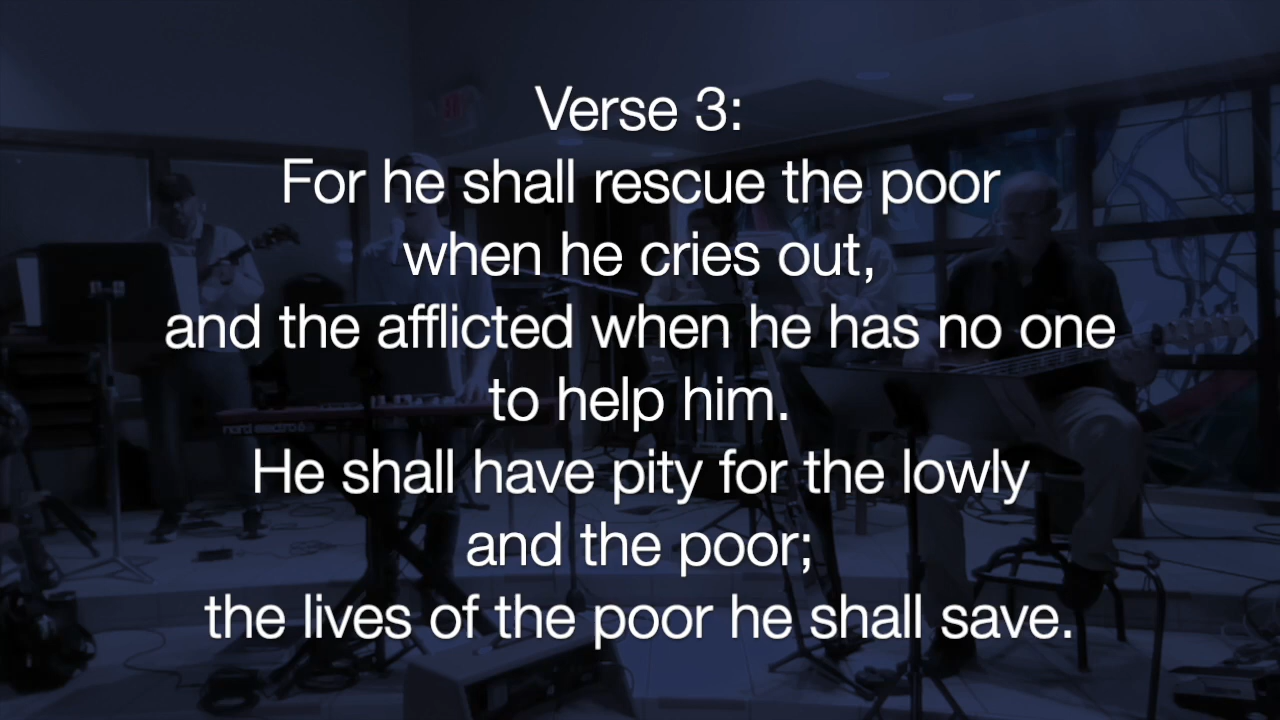 Verse 3:
For he shall rescue the poor
when he cries out,
and the afflicted when he has no one
to help him.
He shall have pity for the lowly
and the poor;
the lives of the poor he shall save.
nord electro